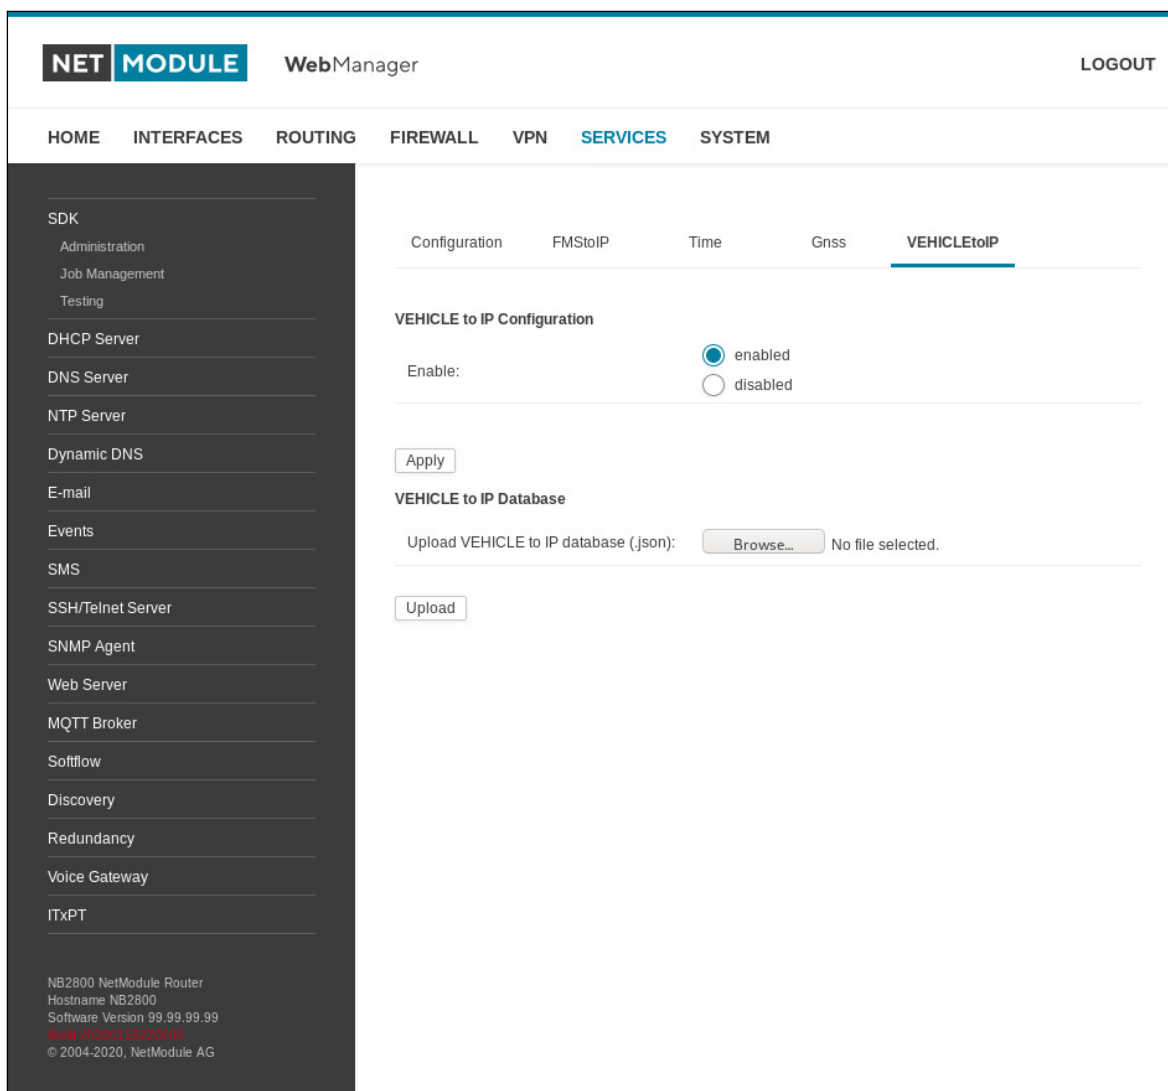 NET MODULE WebManager LOGOUT
HOME INTERFACES ROUTING FIREWALL VPN SERVICES SYSTEM
SDK
Administration
Job Management
Testing
DHCP Server
DNS Server
NTP Server
Dynamic DNS
E-mail
Events
SMS
SSH/Telnet Server
SNMP Agent
Web Server
MQTT Broker
Softflow
Discovery
Redundancy
Voice Gateway
ITxPT
NB2800 NetModule Router
Hostname NB2800
Software Version 99.99.99.99
Build
© 2004-2020, NetModule AG
Configuration FMStoIP Time Gnss VEHICLEtoIP
VEHICLE to IP Configuration
Enable:
enabled
disabled
Apply
VEHICLE to IP Database
Upload VEHICLE to IP database (.json): Browse... No file selected.
Upload